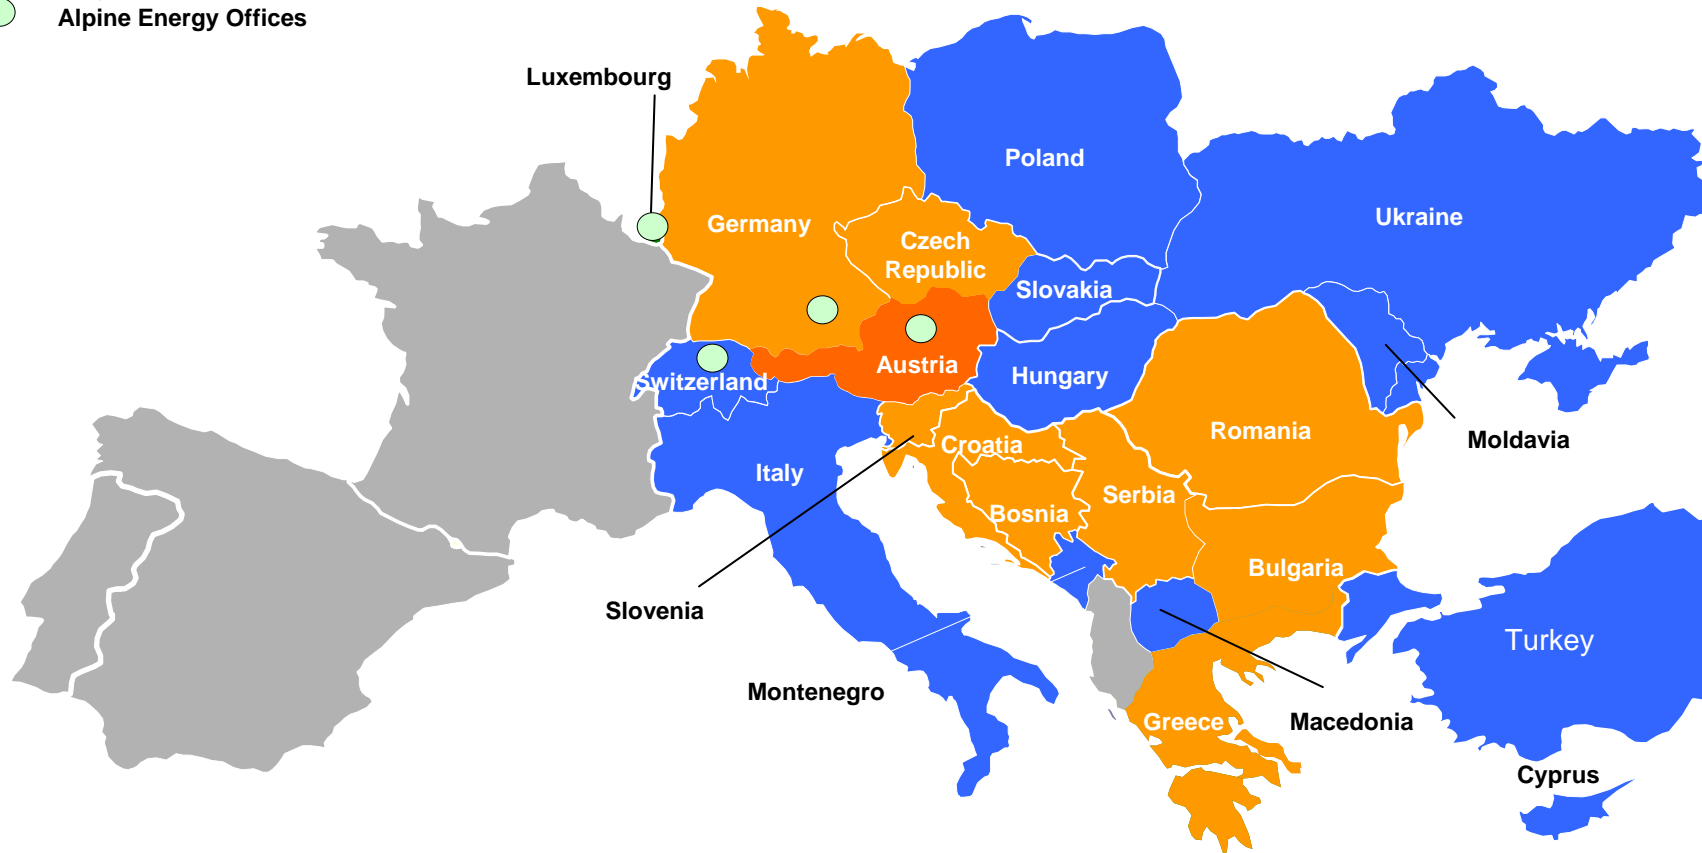 Alpine Energy Offices
Luxembourg
Poland
Ukraine
Germany
Czech
Republic
Slovakia
Austria
Switzerland
Hungary
Romania
Moldavia
Croatia
Italy
Serbia
Bosnia
Bulgaria
Slovenia
Turkey
Montenegro
Greece
Macedonia
Cyprus